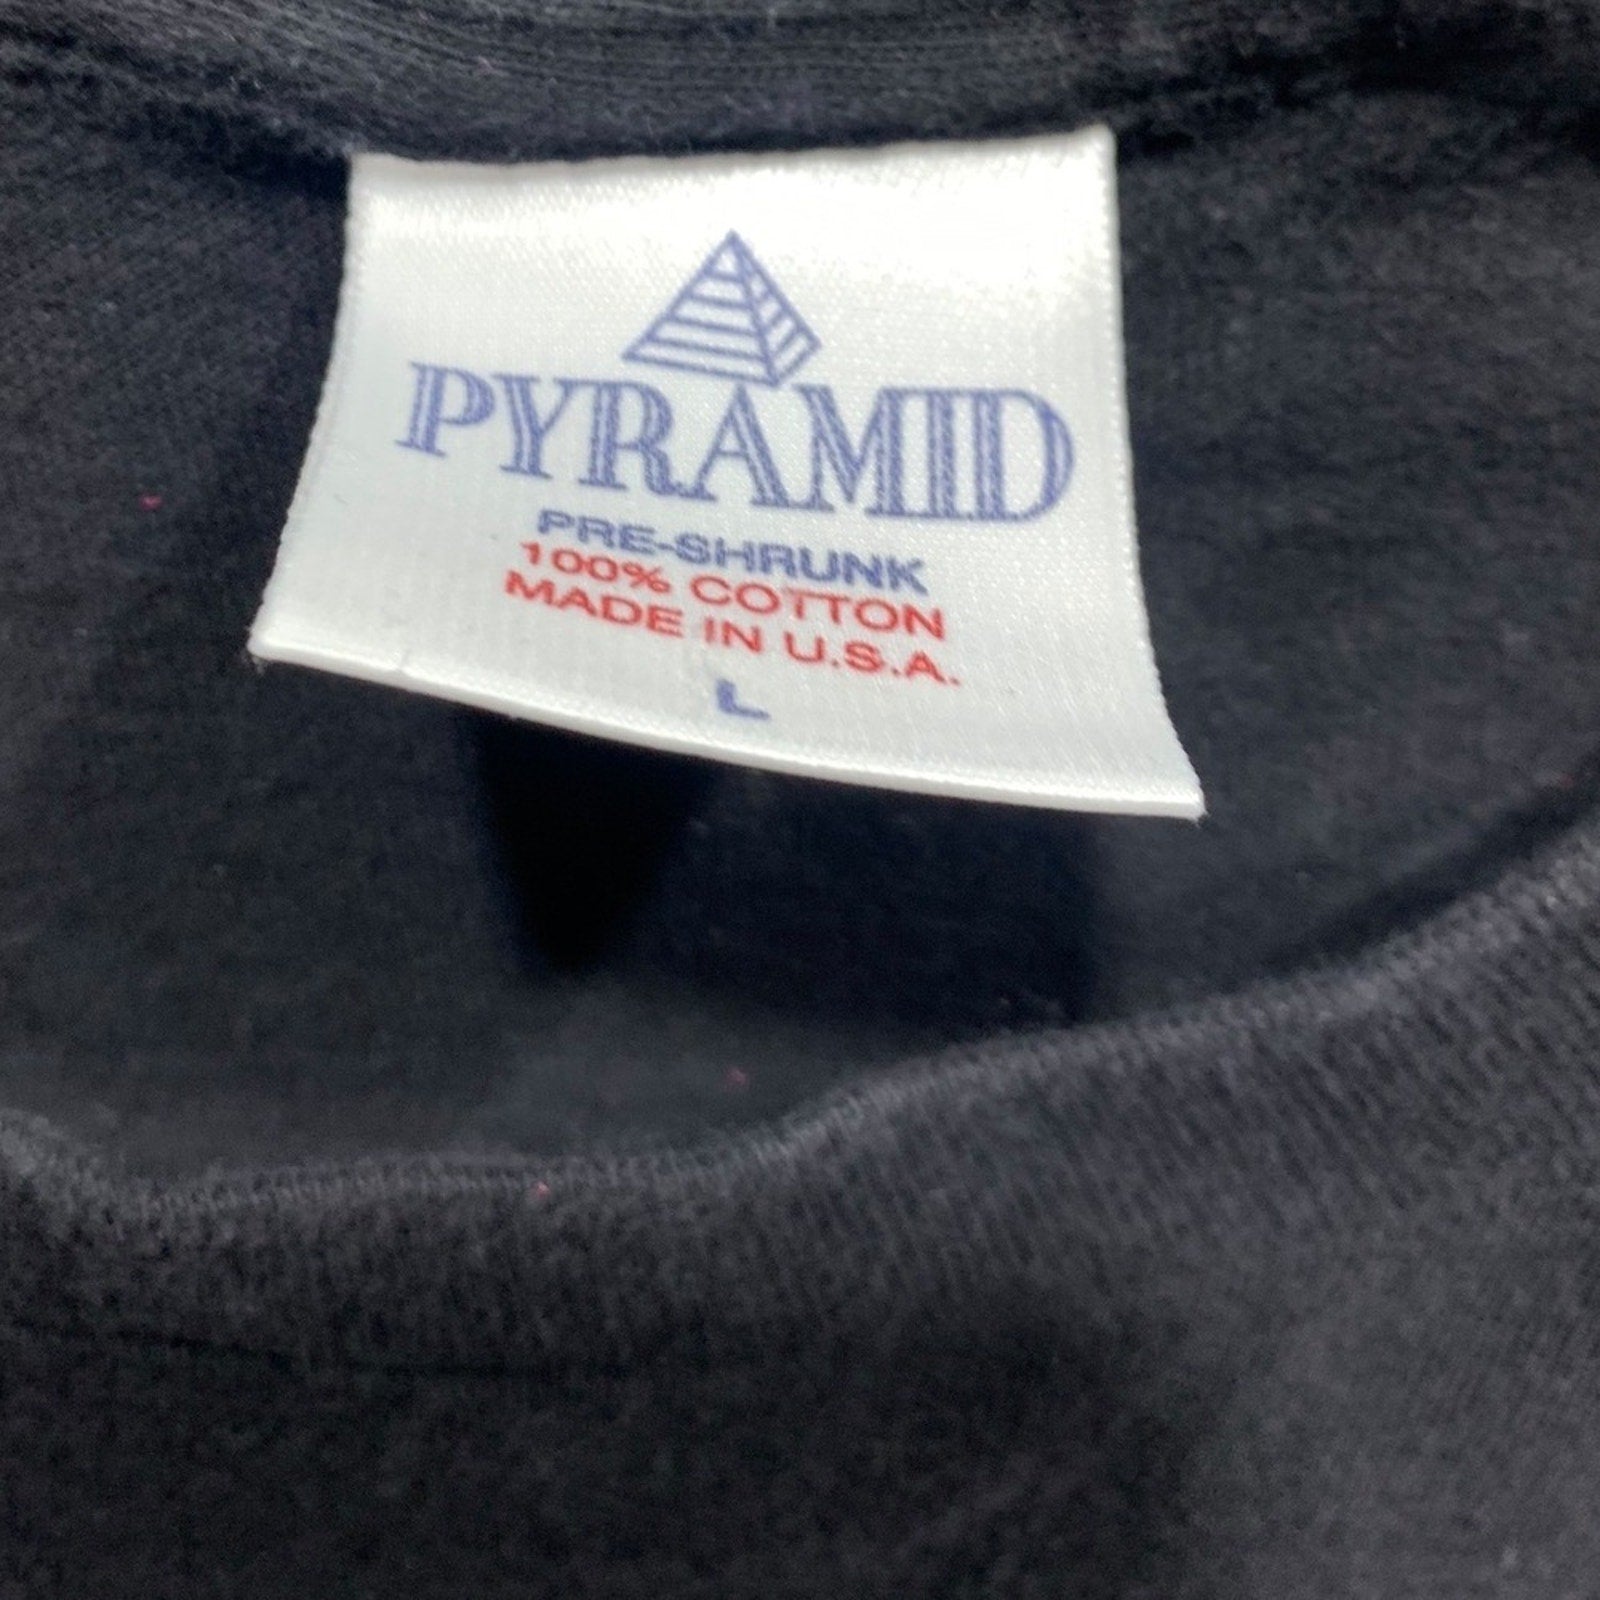 PYRAMID
PRE-SHRUNK
100% COTTON
MADE IN U.S.A.
L